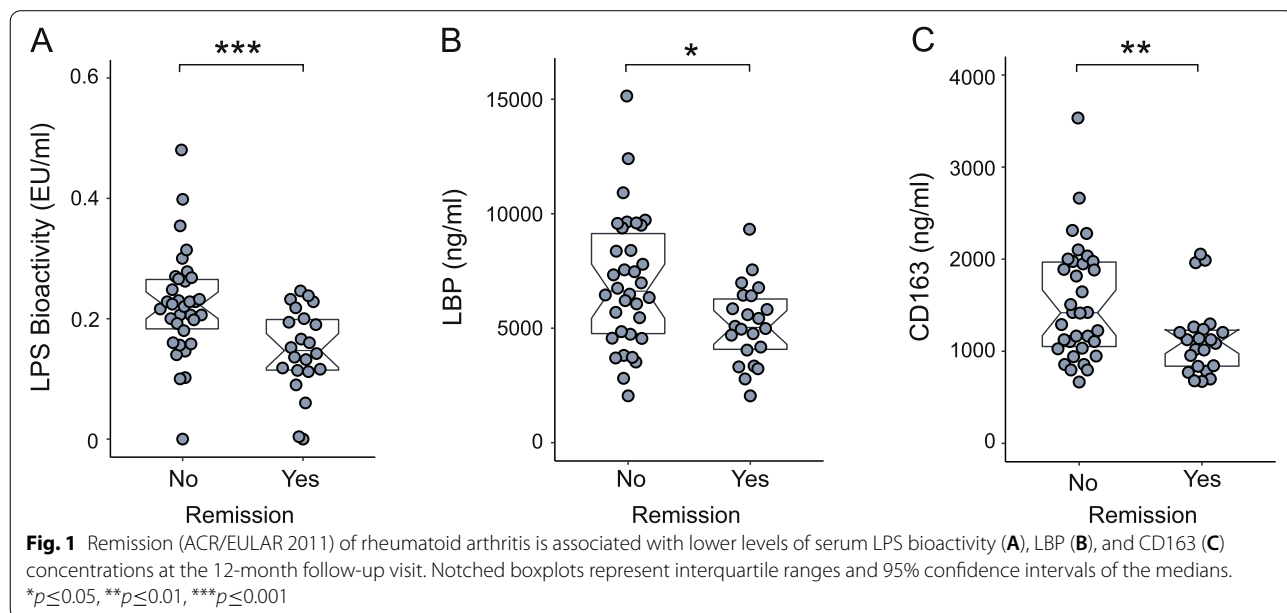 A
***
LPS Bioactivity (EU/ml)
0.6
0.4
0.2
0
No Yes
Remission
B
*
LBP (ng/ml)
15000
10000
5000
0
No Yes
Remission
C
**
CD163 (ng/ml)
4000
3000
2000
1000
0
No Yes
Remission
Fig. 1 Remission (ACR/EULAR 2011) of rheumatoid arthritis is associated with lower levels of serum LPS bioactivity (A), LBP (B), and CD163 (C)
concentrations at the 12-month follow-up visit. Notched boxplots represent interquartile ranges and 95% confidence intervals of the medians.
*p≤0.05, **p≤0.01, ***p≤0.001